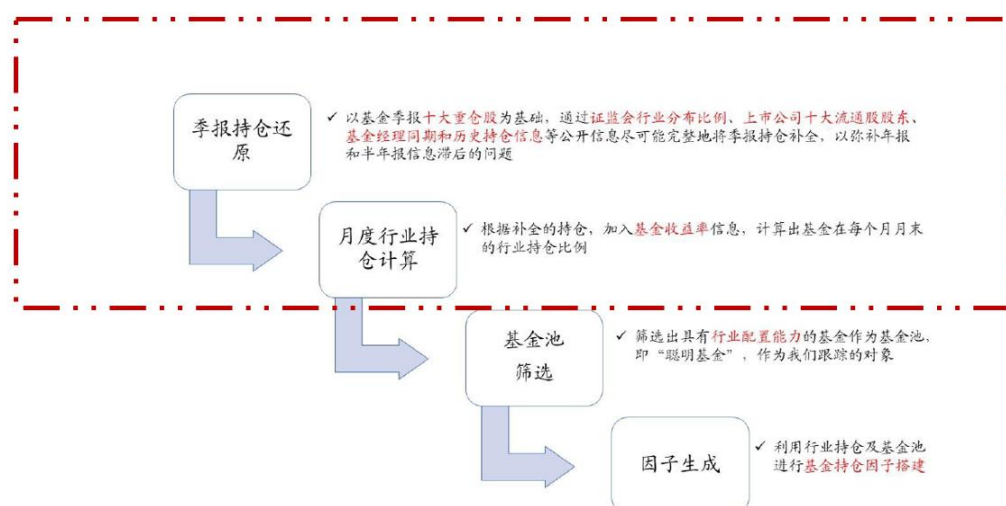 季报持仓还
原
✓ 以基金季报十大重仓股为基础，通过证监会行业分布比例、上市公司十大流通股股东、
基金经理同期和历史持仓信息等公开信息尽可能完整地将季报持仓补全，以弥补年报
和半年报信息滞后的问题
月度行业持
仓计算
✓ 根据补全的持仓，加入基金收益率信息，计算出基金在每个月月末
的行业持仓比例
基金池
筛选
✓ 筛选出具有行业配置能力的基金作为基金池，
即“聪明基金”，作为我们跟踪的对象
因子生成
✓ 利用行业持仓及基金池
进行基金持仓因子搭建